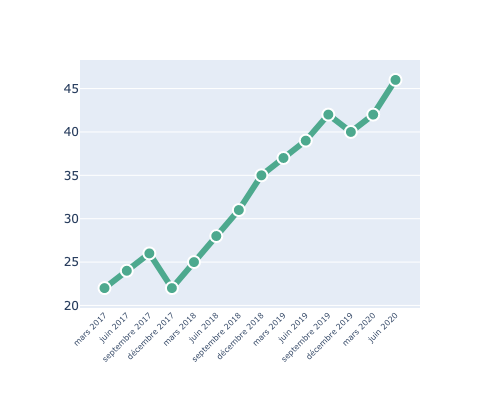 45
40
35
30
25
20
mars 2017
juin 2017
septembre 2017
décembre 2017
mars 2018
juin 2018
septembre 2018
décembre 2018
mars 2019
juin 2019
septembre 2019
décembre 2019
mars 2020
juin 2020